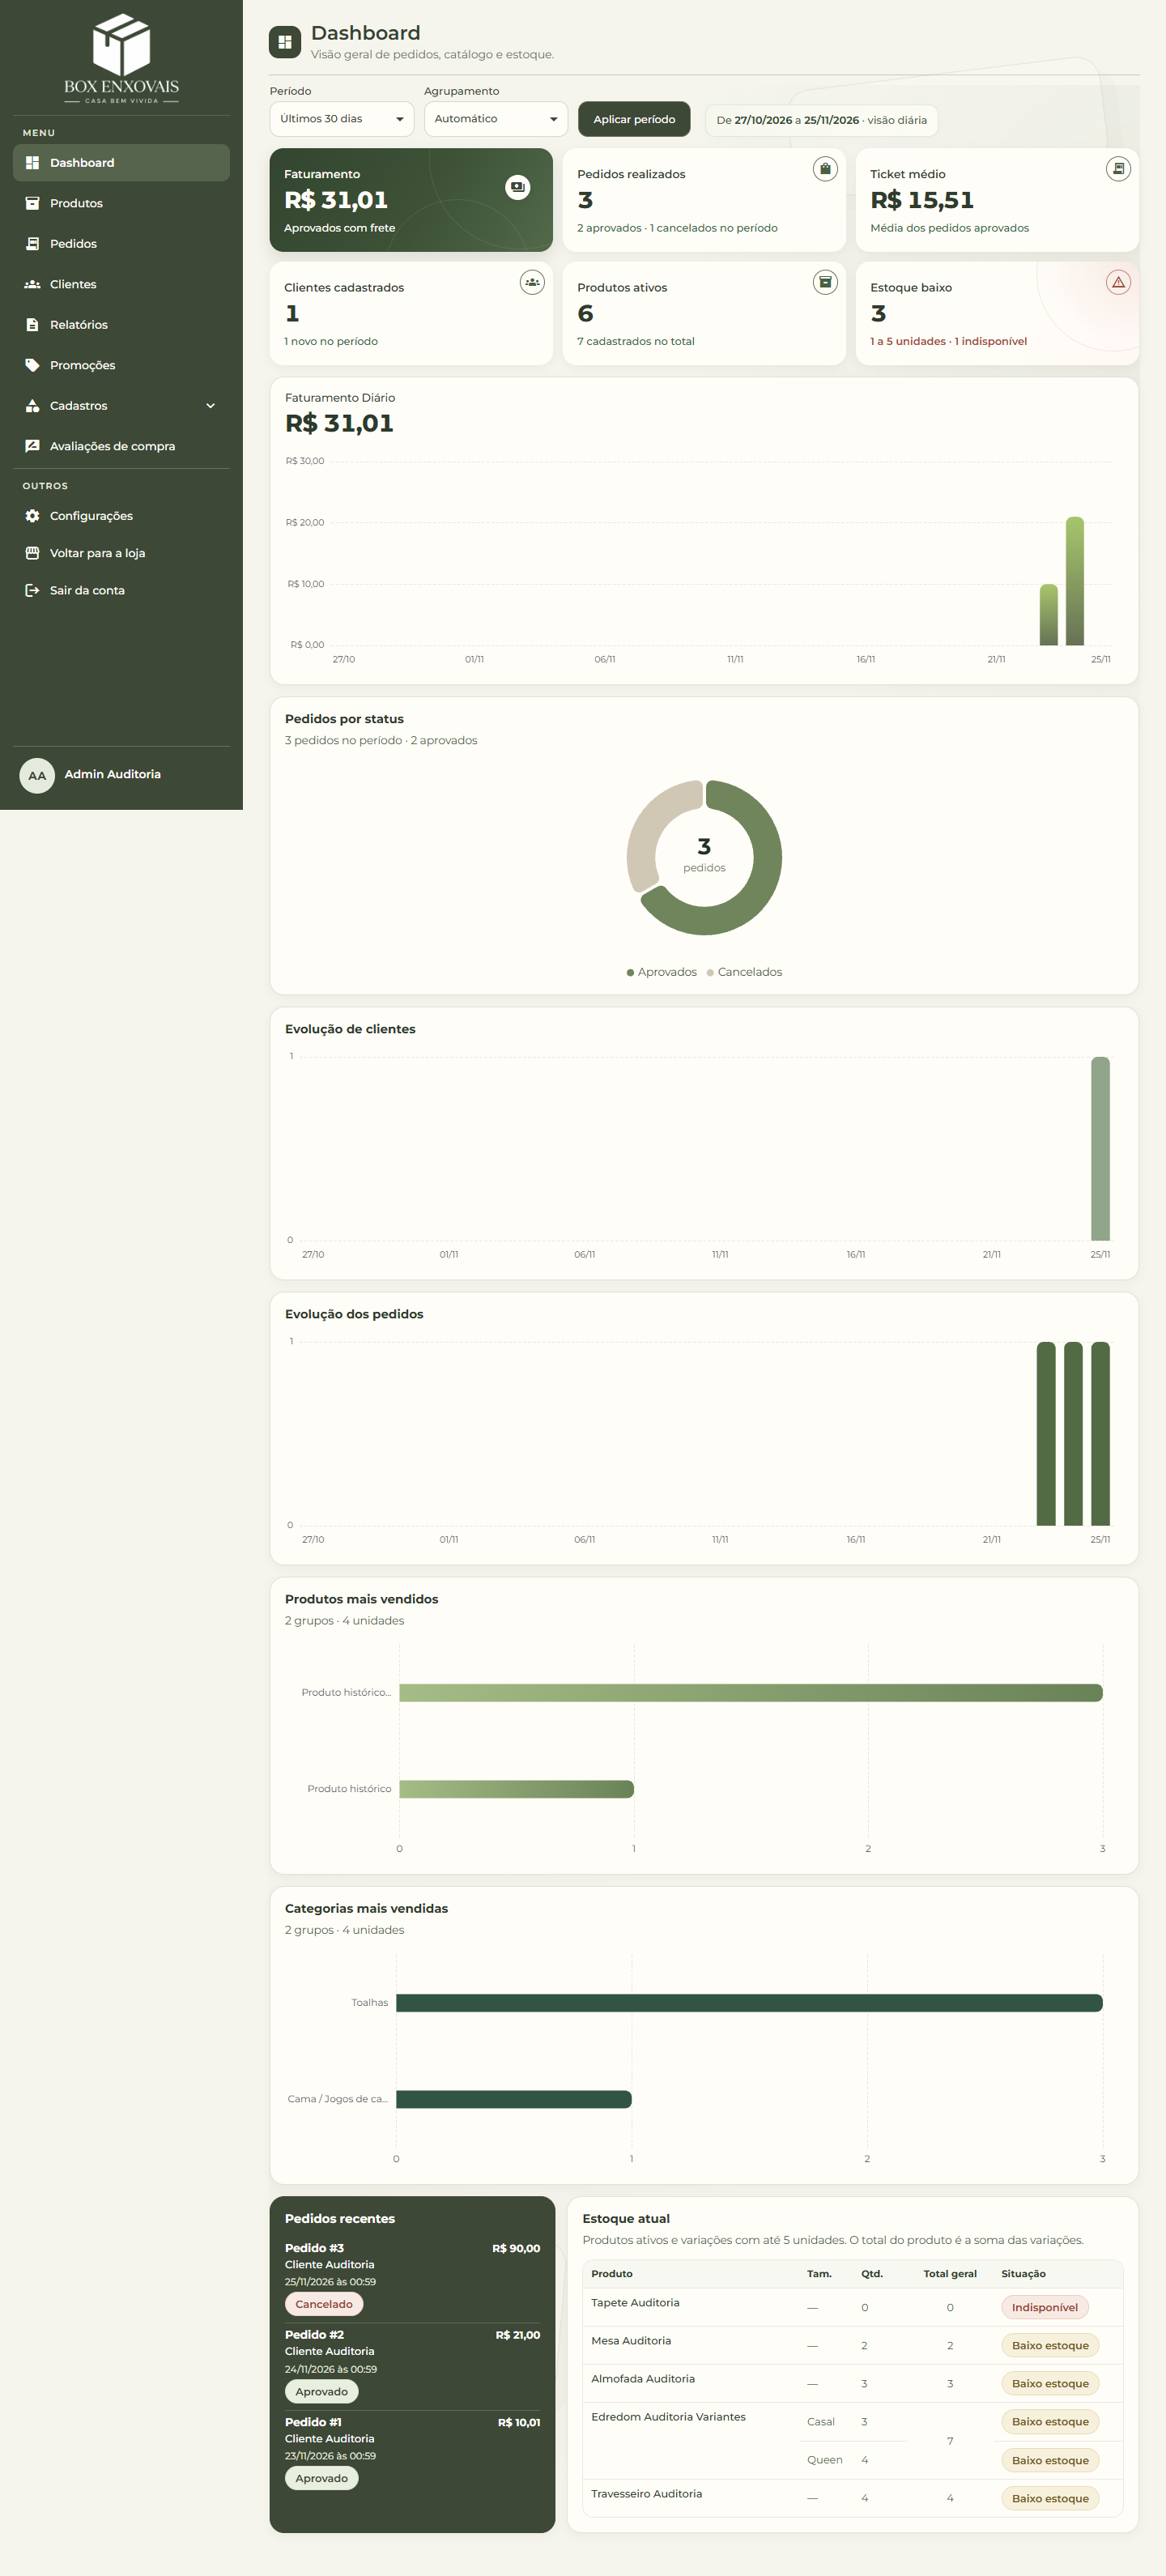 BOX ENXOVAIS
CASA BEM VIVIDA
MENU
Dashboard
Produtos
Pedidos
Clientes
Relatórios
Promoções
Cadastros
Avaliações de compra
OUTROS
Configurações
Voltar para a loja
Sair da conta
AA
Admin Auditoria
Dashboard
Visão geral de pedidos, catálogo e estoque.
Período
Agrupamento
Últimos 30 dias
Automático
Aplicar período
De 27/10/2026 a 25/11/2026 · visão diária
Faturamento
R$ 31,01
Aprovados com frete
Pedidos realizados
3
2 aprovados · 1 cancelados no período
Ticket médio
R$ 15,51
Média dos pedidos aprovados
Clientes cadastrados
1
1 novo no período
Produtos ativos
6
7 cadastrados no total
Estoque baixo
3
1 a 5 unidades · 1 indisponível
Faturamento Diário
R$ 31,01
R$ 30,00
R$ 20,00
R$ 10,00
R$ 0,00
27/10 01/11 06/11 11/11 16/11 21/11 25/11
Pedidos por status
3 pedidos no período · 2 aprovados
3
pedidos
Aprovados Cancelados
Evolução de clientes
1
0
27/10 01/11 06/11 11/11 16/11 21/11 25/11
Evolução dos pedidos
1
0
27/10 01/11 06/11 11/11 16/11 21/11 25/11
Produtos mais vendidos
2 grupos · 4 unidades
Produto histórico...
Produto histórico
0 1 2 3
Categorias mais vendidas
2 grupos · 4 unidades
Toalhas
Cama / Jogos de ca...
0 1 2 3
Pedidos recentes
Pedido #3 R$ 90,00
Cliente Auditoria
25/11/2026 às 00:59
Cancelado
Pedido #2 R$ 21,00
Cliente Auditoria
24/11/2026 às 00:59
Aprovado
Pedido #1 R$ 10,01
Cliente Auditoria
23/11/2026 às 00:59
Aprovado
Estoque atual
Produtos ativos e variações com até 5 unidades. O total do produto é a soma das variações.
Produto Tam. Qtd. Total geral Situação
Tapete Auditoria — 0 0 Indisponível
Mesa Auditoria — 2 2 Baixo estoque
Almofada Auditoria — 3 3 Baixo estoque
Edredom Auditoria Variantes Casal 3 7 Baixo estoque
Queen 4 Baixo estoque
Travesseiro Auditoria — 4 4 Baixo estoque